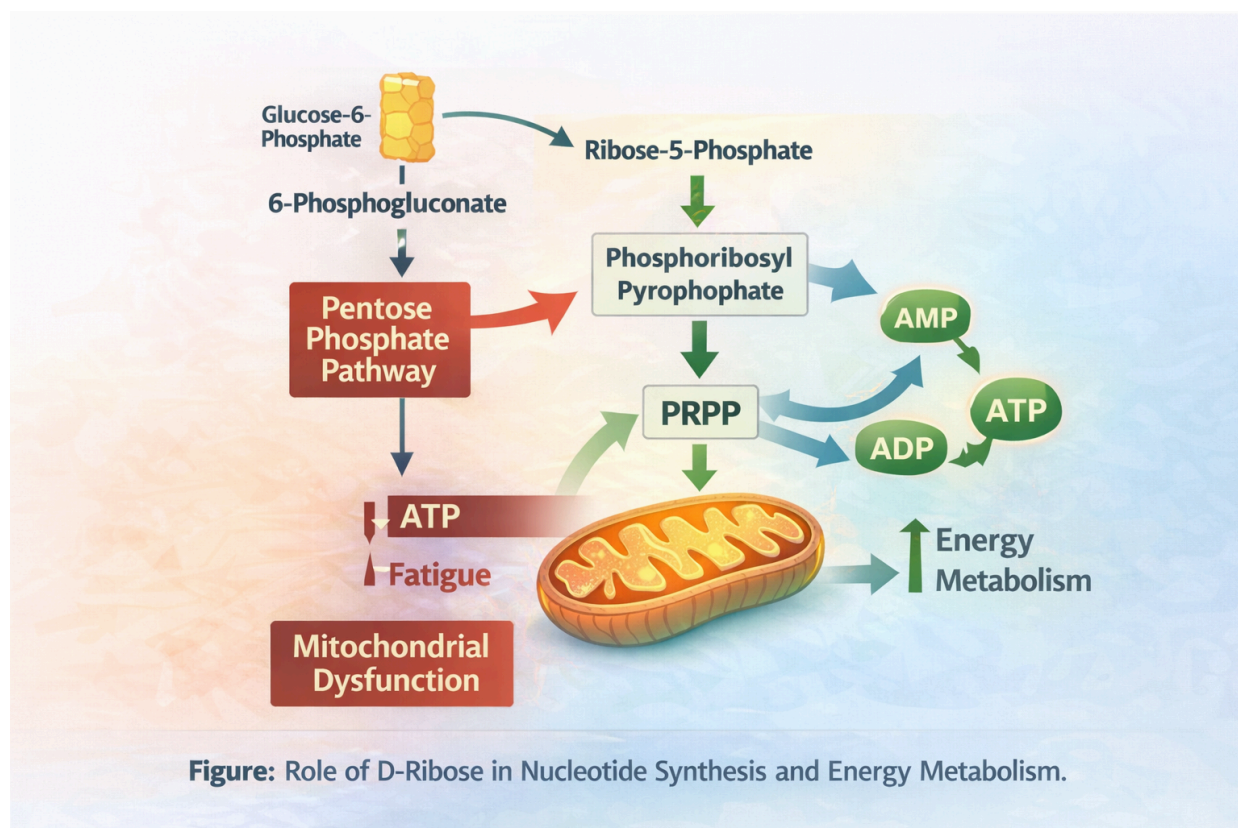 Glucose-6-
Phosphate
6-Phosphogluconate
Pentose
Phosphate
Pathway
ATP
Fatigue
Mitochondrial
Dysfunction
Ribose-5-Phosphate
Phosphoribosyl
Pyrophophate
PRPP
AMP
ATP
ADP
Energy
Metabolism
Figure: Role of D-Ribose in Nucleotide Synthesis and Energy Metabolism.